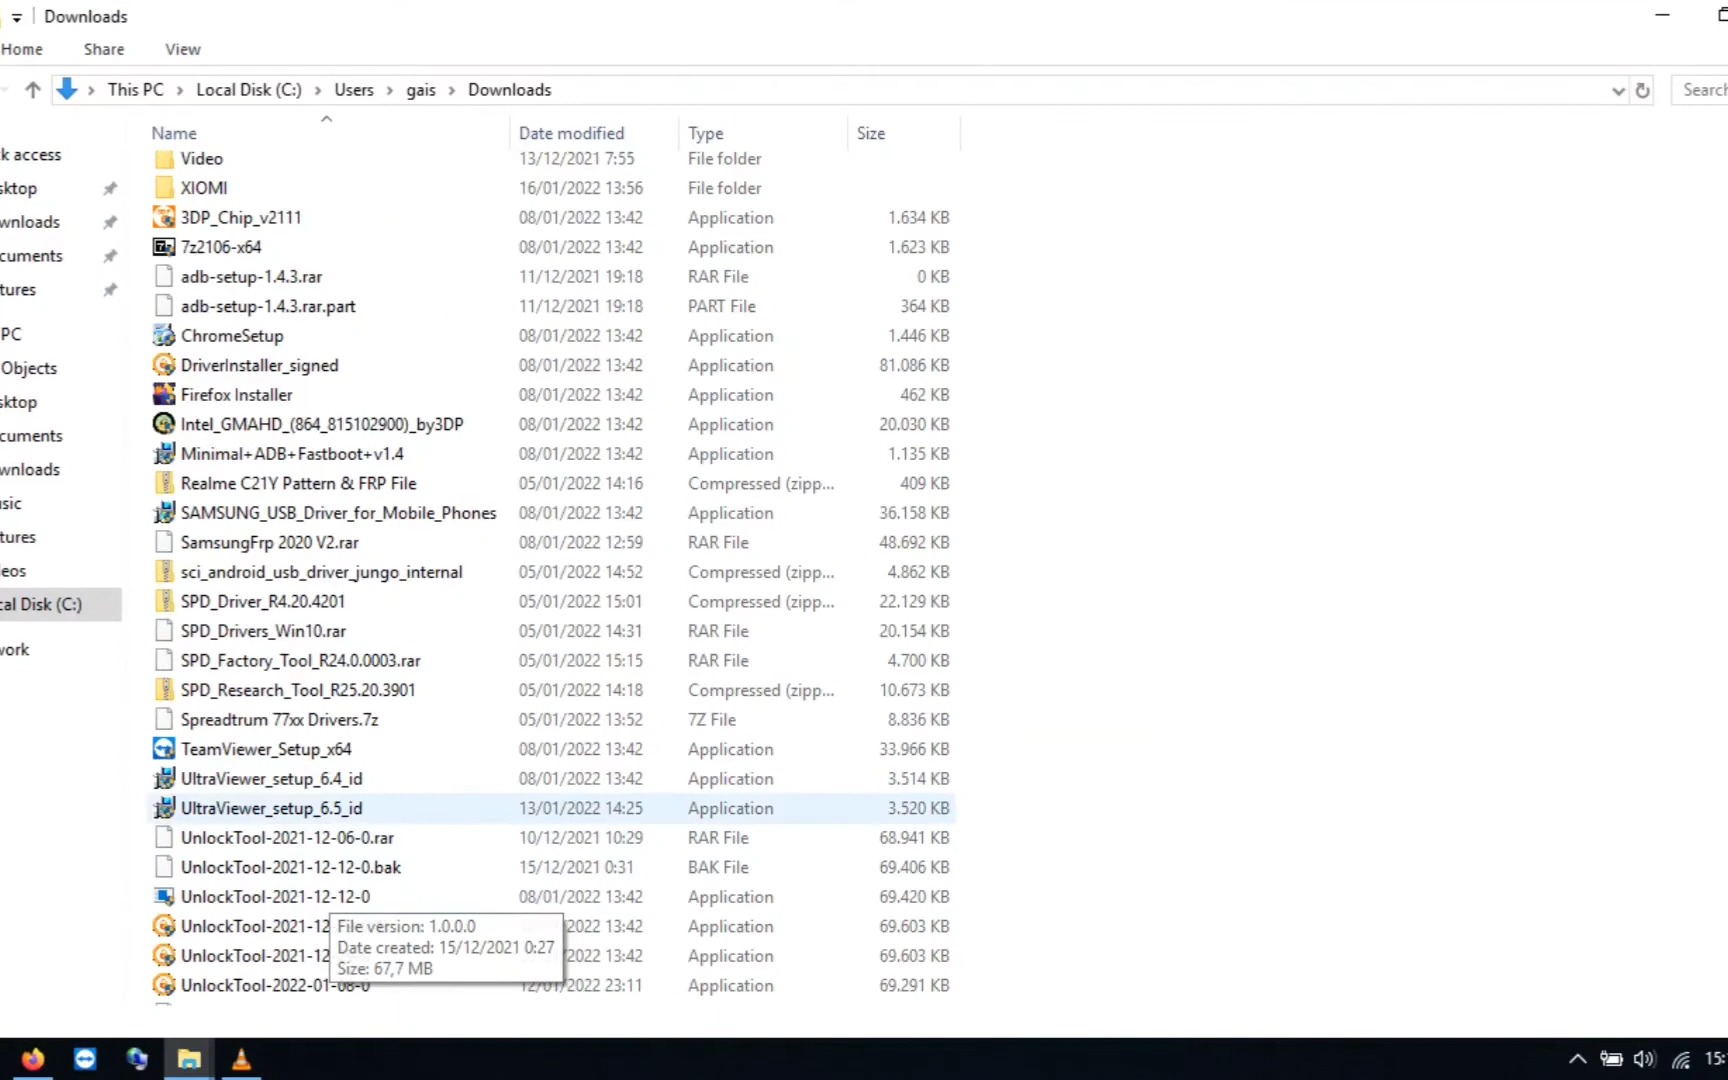 Downloads
Home Share View
This PC Local Disk (C:) Users gais Downloads Search
Name Date modified Type Size
k access
Video 13/12/2021 7:55 File folder
sktop
XIOMI 16/01/2022 13:56 File folder
wnloads
3DP_Chip_v2111 08/01/2022 13:42 Application 1.634 KB
cuments
7z2106-x64 08/01/2022 13:42 Application 1.623 KB
tures
adb-setup-1.4.3.rar 11/12/2021 19:18 RAR File 0 KB
adb-setup-1.4.3.rar.part 11/12/2021 19:18 PART File 364 KB
PC
ChromeSetup 08/01/2022 13:42 Application 1.446 KB
Objects
DriverInstaller_signed 08/01/2022 13:42 Application 81.086 KB
sktop
Firefox Installer 08/01/2022 13:42 Application 462 KB
cuments
Intel_GMAHD_(864_815102900)_by3DP 08/01/2022 13:42 Application 20.030 KB
wnloads
Minimal+ADB+Fastboot+v1.4 08/01/2022 13:42 Application 1.135 KB
sic
Realme C21Y Pattern & FRP File 05/01/2022 14:16 Compressed (zipp... 409 KB
SAMSUNG_USB_Driver_for_Mobile_Phones 08/01/2022 13:42 Application 36.158 KB
tures
SamsungFrp 2020 V2.rar 08/01/2022 12:59 RAR File 48.692 KB
eos
sci_android_usb_driver_jungo_internal 05/01/2022 14:52 Compressed (zipp... 4.862 KB
cal Disk (C:)
SPD_Driver_R4.20.4201 05/01/2022 15:01 Compressed (zipp... 22.129 KB
SPD_Drivers_Win10.rar 05/01/2022 14:31 RAR File 20.154 KB
work
SPD_Factory_Tool_R24.0.0003.rar 05/01/2022 15:15 RAR File 4.700 KB
SPD_Research_Tool_R25.20.3901 05/01/2022 14:18 Compressed (zipp... 10.673 KB
Spreadtrum 77xx Drivers.7z 05/01/2022 13:52 7Z File 8.836 KB
TeamViewer_Setup_x64 08/01/2022 13:42 Application 33.966 KB
UltraViewer_setup_6.4_id 08/01/2022 13:42 Application 3.514 KB
UltraViewer_setup_6.5_id 13/01/2022 14:25 Application 3.520 KB
UnlockTool-2021-12-06-0.rar 10/12/2021 10:29 RAR File 68.941 KB
UnlockTool-2021-12-12-0.bak 15/12/2021 0:31 BAK File 69.406 KB
UnlockTool-2021-12-12-0 08/01/2022 13:42 Application 69.420 KB
UnlockTool-2021-12 /01/2022 13:42 Application 69.603 KB
UnlockTool-2021-12 /01/2022 13:42 Application 69.603 KB
UnlockTool-2022-01-08-0 12/01/2022 23:11 Application 69.291 KB
File version: 1.0.0.0
Date created: 15/12/2021 0:27
Size: 67,7 MB
15: